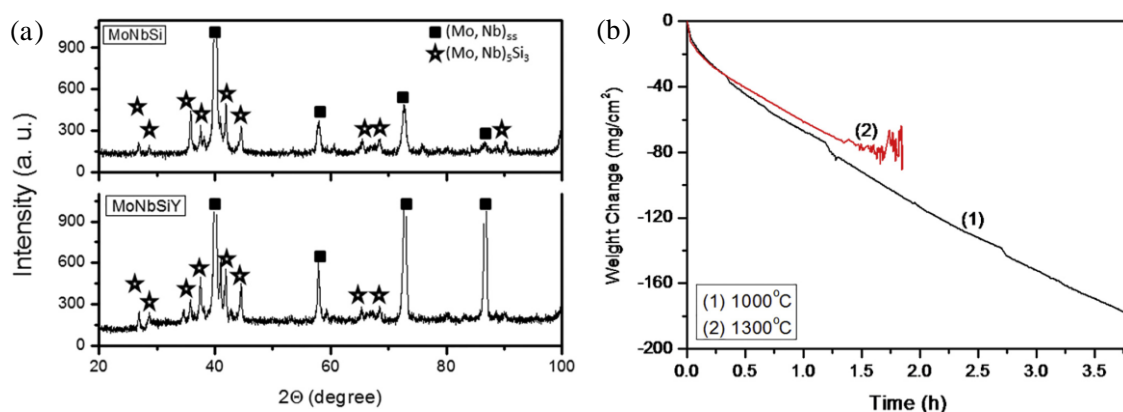 (a)
MoNbSi
(Mo, Nb)ss
(Mo, Nb)5Si3
900
600
300
0
MoNbSiY
900
600
300
0
Intensity (a. u.)
20 40 60 80 100
2Θ (degree)
(b)
0
-40
-80
-120
-160
-200
Weight Change (mg/cm²)
(2)
(1)
(1) 1000°C
(2) 1300°C
0.0 0.5 1.0 1.5 2.0 2.5 3.0 3.5
Time (h)